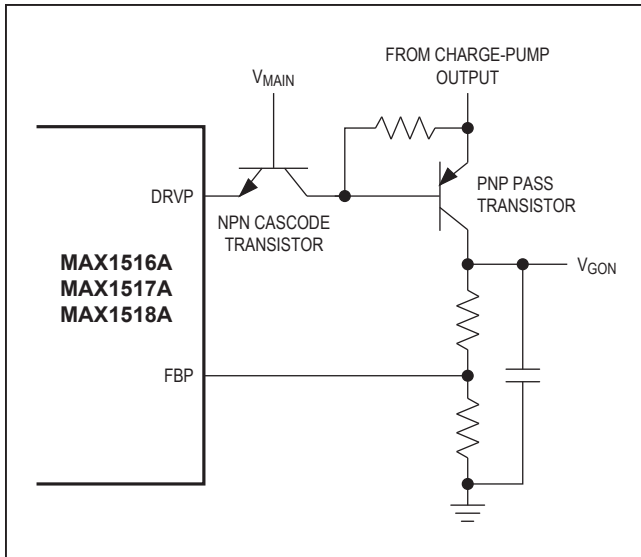 FROM CHARGE-PUMP
OUTPUT
VMAIN
PNP PASS
TRANSISTOR
DRVP
NPN CASCODE
TRANSISTOR
MAX1516A
MAX1517A
MAX1518A
VGON
FBP